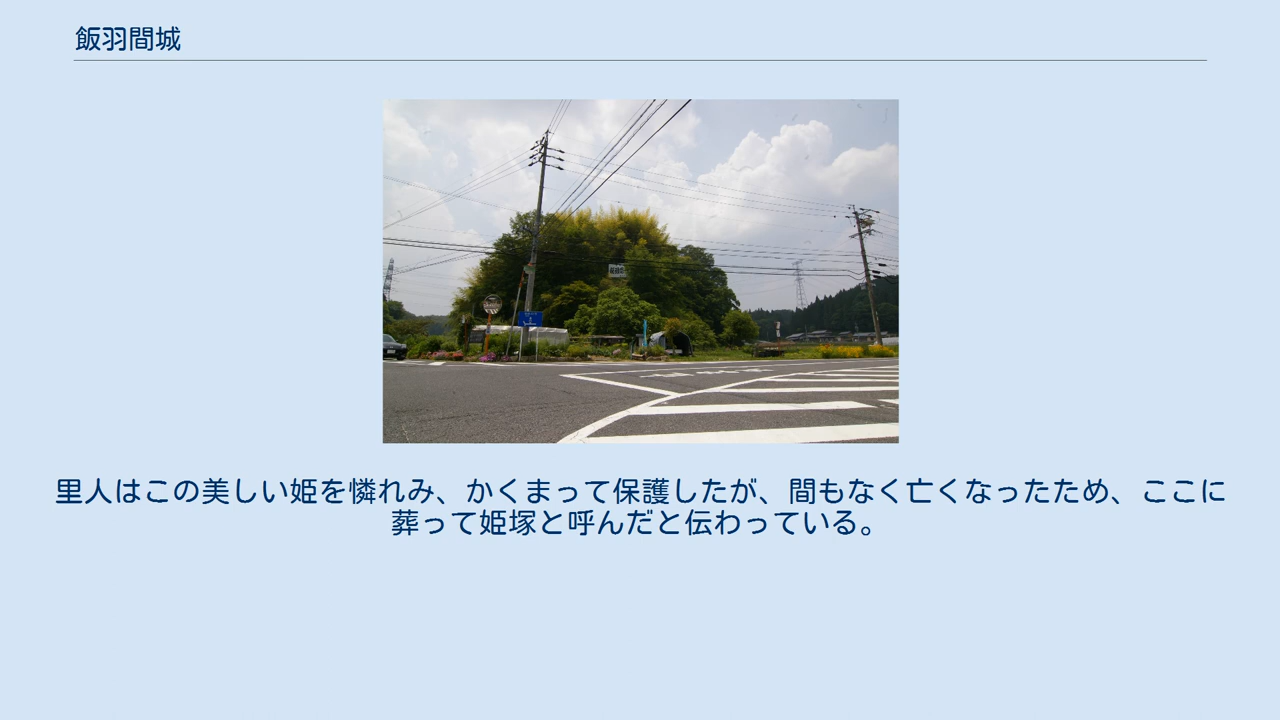 飯羽間城
里人はこの美しい姫を憐れみ、かくまって保護したが、間もなく亡くなったため、ここに
葬って姫塚と呼んだと伝わっている。